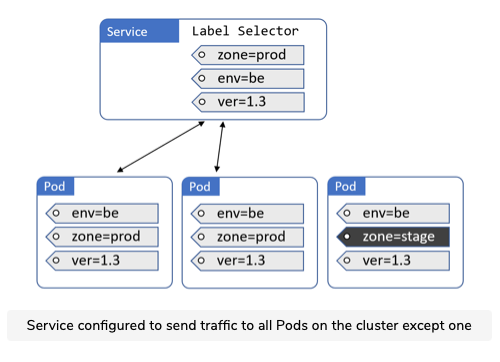 Service
Label Selector
zone=prod
env=be
ver=1.3
Pod
env=be
zone=prod
ver=1.3
Pod
env=be
zone=prod
ver=1.3
Pod
env=be
zone=stage
ver=1.3
Service configured to send traffic to all Pods on the cluster except one